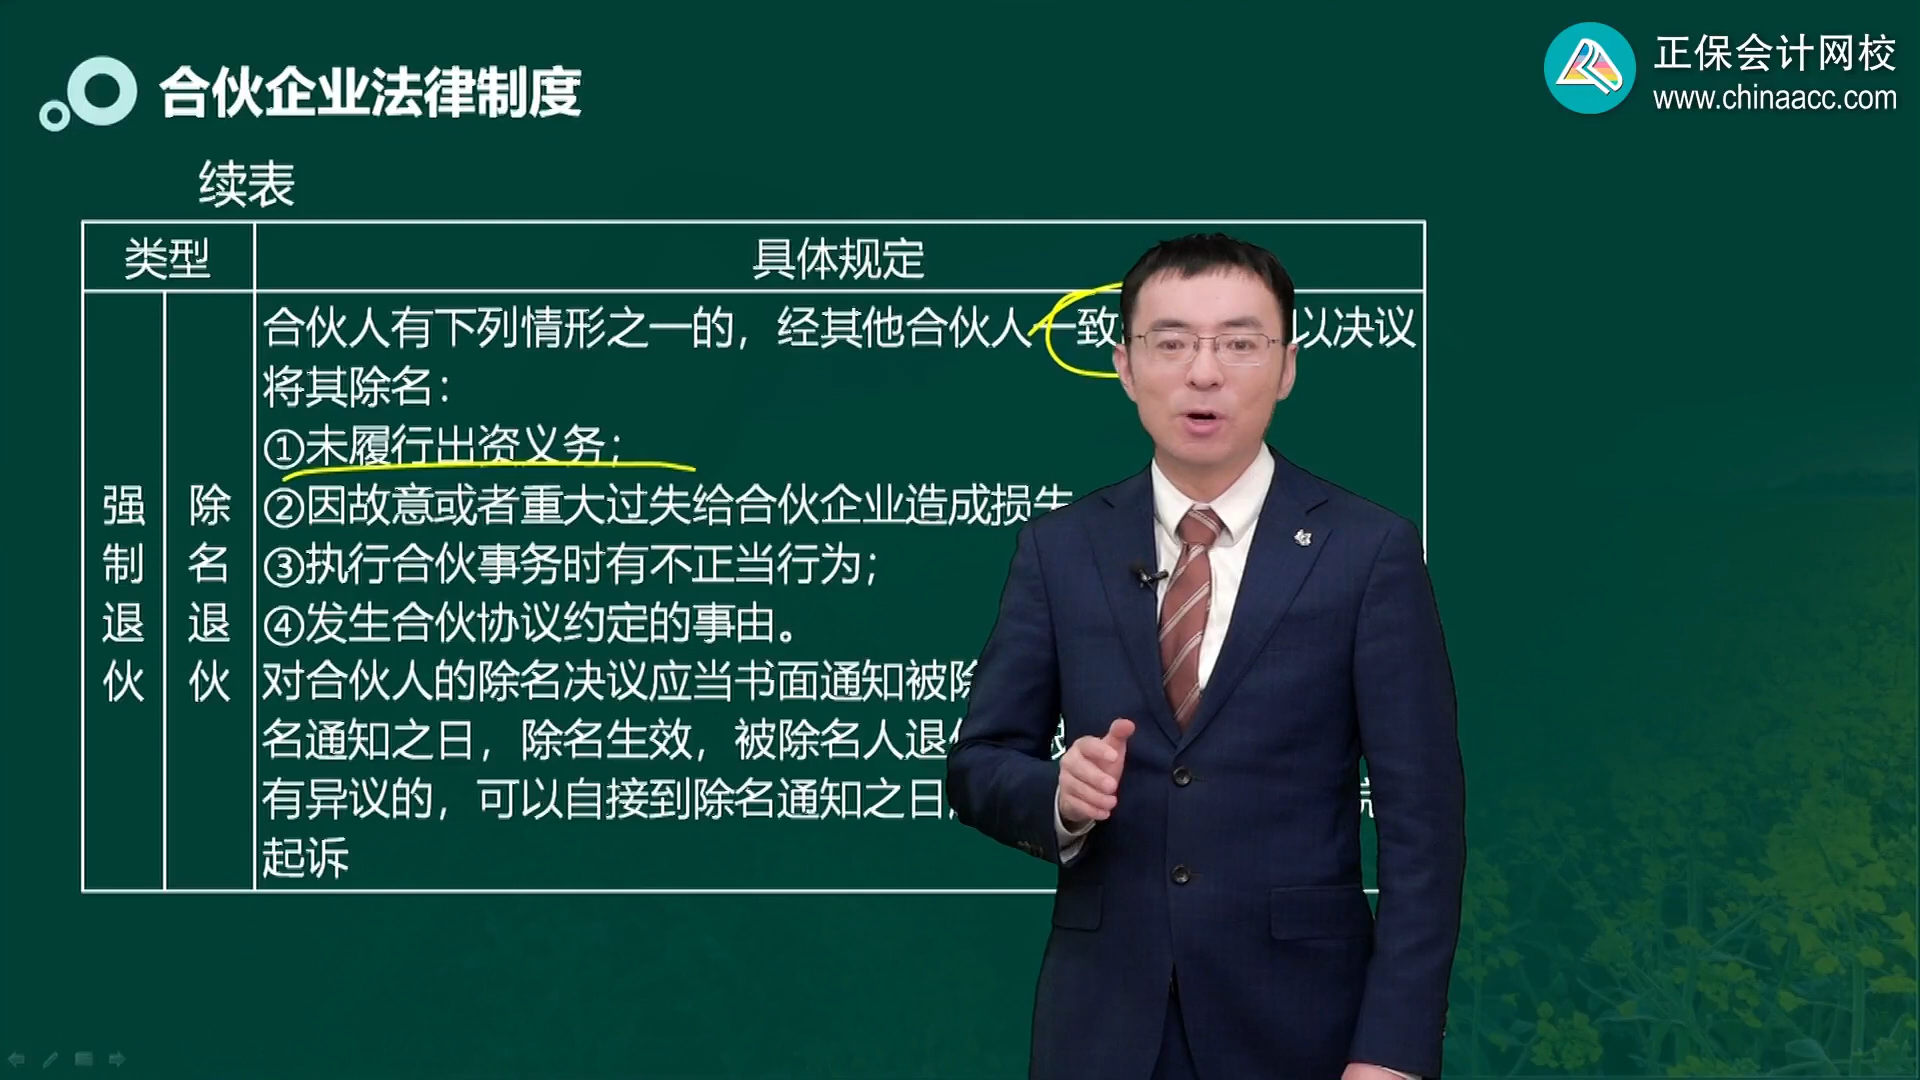 合伙企业法律制度
正保会计网校
www.chinaacc.com
续表
类型
具体规定
强制退伙
除名退伙
合伙人有下列情形之一的，经其他合伙人一致 以决议
将其除名：
①未履行出资义务；
②因故意或者重大过失给合伙企业造成损失
③执行合伙事务时有不正当行为；
④发生合伙协议约定的事由。
对合伙人的除名决议应当书面通知被除
名通知之日，除名生效，被除名人退伙
有异议的，可以自接到除名通知之日
起诉